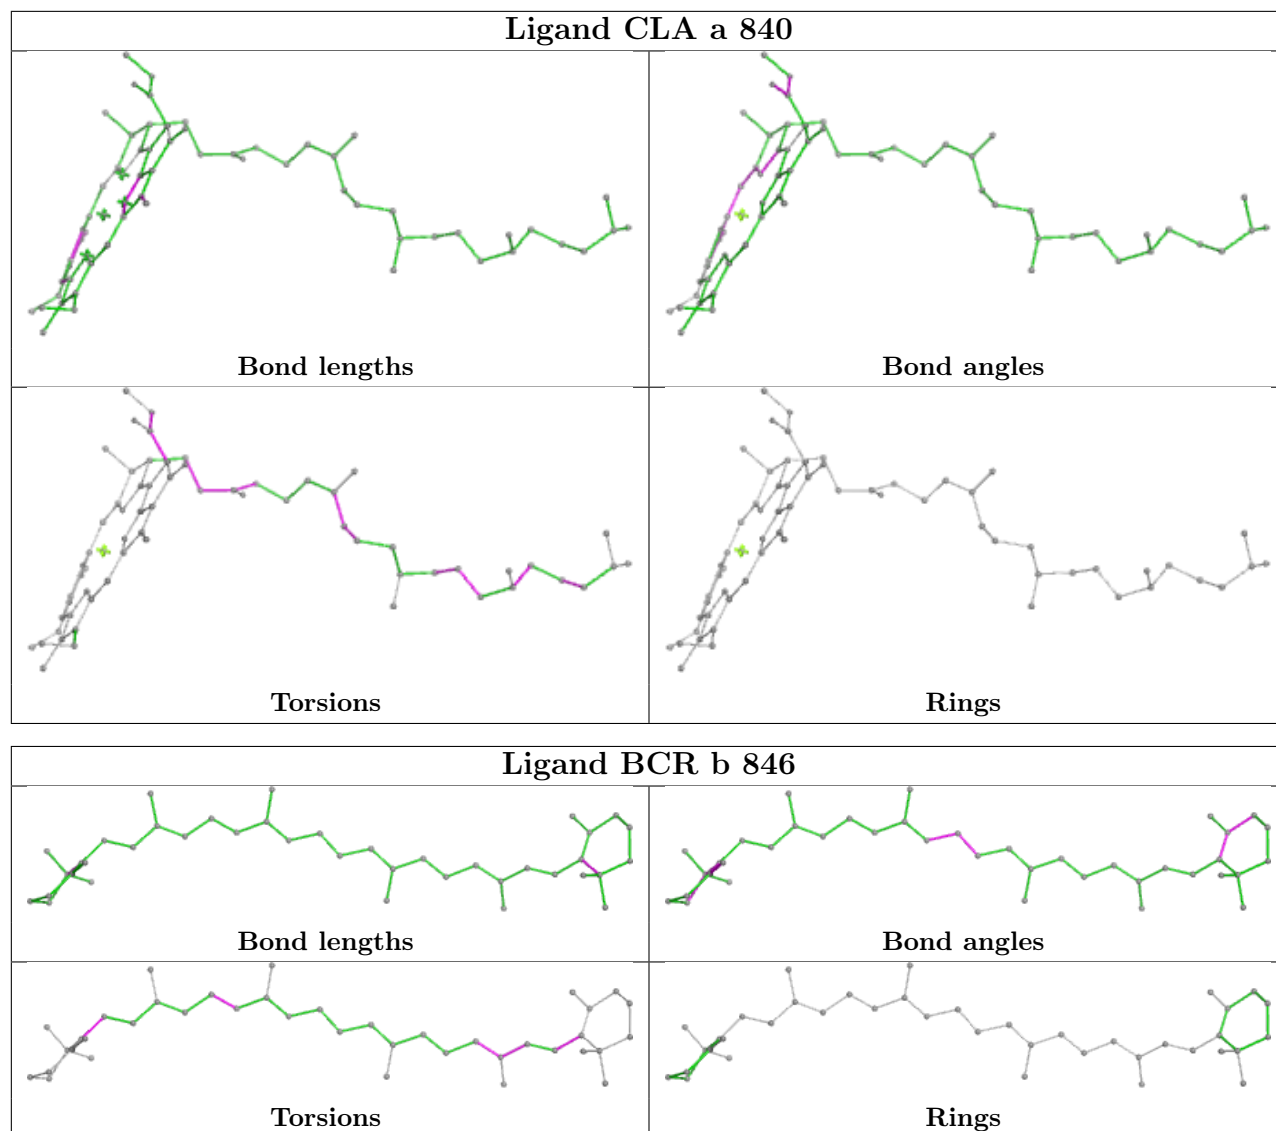 Ligand CLA a 840
Bond lengths
Bond angles
Torsions
Rings
Ligand BCR b 846
Bond lengths
Bond angles
Torsions
Rings